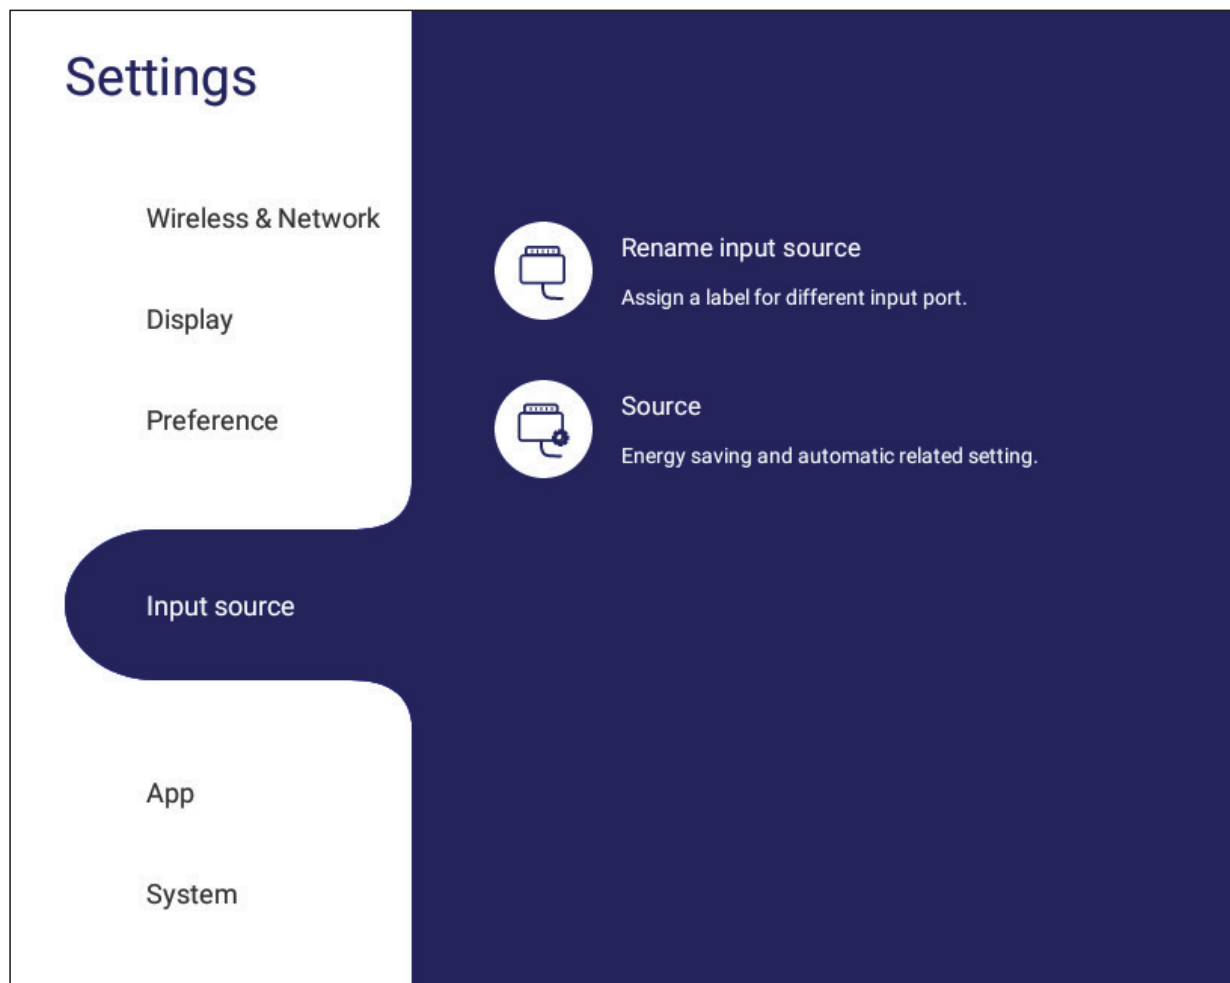 Settings
Wireless & Network
Display
Preference
Input source
App
System
Rename input source
Assign a label for different input port.
Source
Energy saving and automatic related setting.